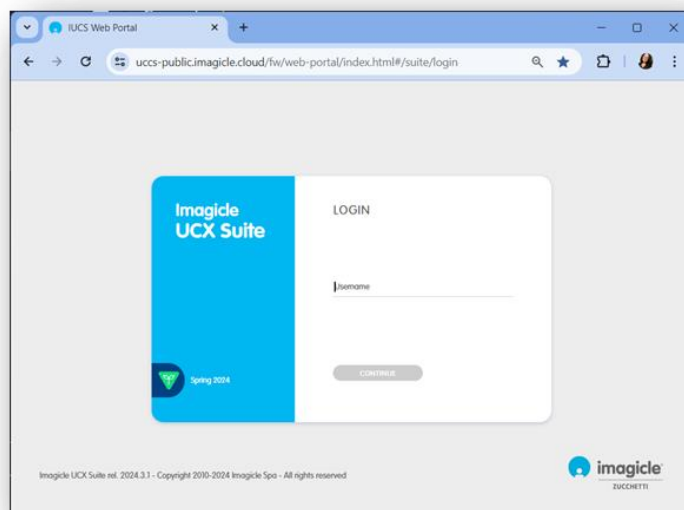 IUCS Web Portal
uccs-public.imagicle.cloud/fw/web-portal/index.html#/suite/login
Imagicle
UCX Suite
LOGIN
Username
CONTINUE
Spring 2024
Imagicle UCX Suite rel. 2024.3.1 - Copyright 2010-2024 Imagicle Spa - All rights reserved
imagicle
ZUCCHETTI